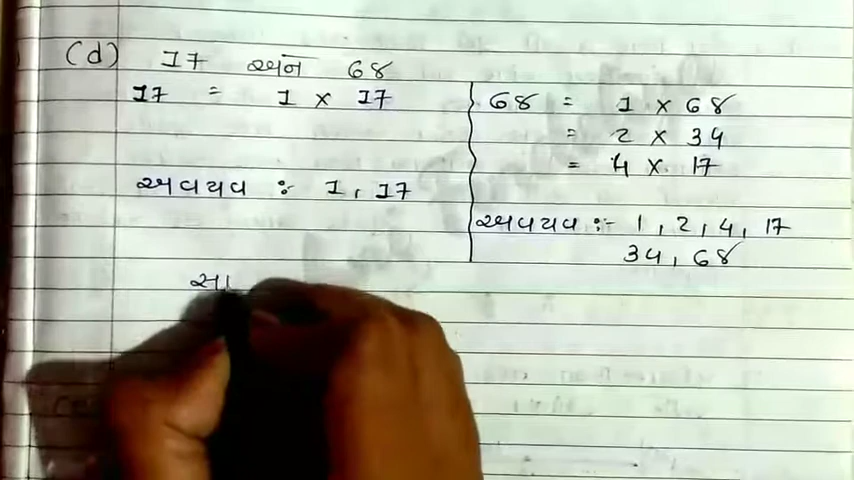 (d) 17 અને 68
17 = 1 x 17
અવયવ :- 1, 17
68 = 1 x 68
= 2 x 34
= 4 x 17
અવયવ :- 1, 2, 4, 17
34, 68
સા